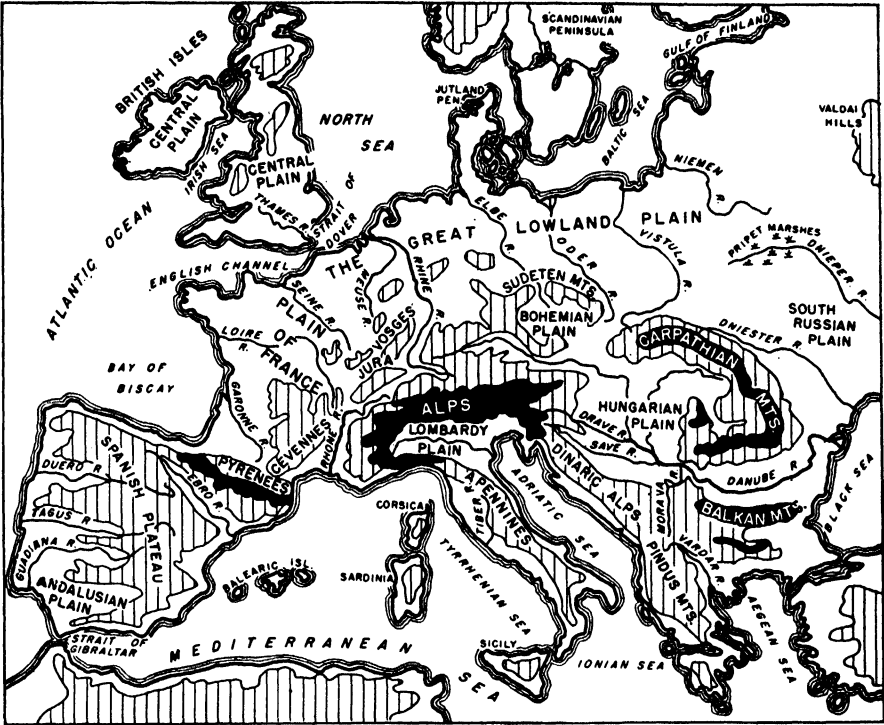 SCANDINAVIAN
PENINSULA
GULF OF FINLAND
BRITISH ISLES
JUTLAND
PEN.
VALDAI
HILLS
CENTRAL
PLAIN
NORTH
SEA
BALTIC SEA
IRISH SEA
CENTRAL
PLAIN
NIEMEN R.
THAMES R.
STRAIT OF
DOVER
ELBE R.
THE GREAT LOWLAND PLAIN
ODER R.
VISTULA R.
PRIPET MARSHES
DNIEPER R.
ATLANTIC OCEAN
ENGLISH CHANNEL
SEINE R.
MEUSE R.
RHINE R.
SUDETEN MTS.
BOHEMIAN
PLAIN
SOUTH
RUSSIAN
PLAIN
PLAIN
OF
FRANCE
LOIRE
R.
VOSGES
JURA
DNIESTER R.
CARPATHIAN MTS.
BAY OF
BISCAY
GARONNE R.
CEVENNES
RHONE R.
ALPS
LOMBARDY
PLAIN
HUNGARIAN
PLAIN
DRAVE R.
SAVE R.
PYRENEES
SPANISH
PLATEAU
DUERO R.
EBRO R.
TAGUS R.
GUADIANA R.
ANDALUSIAN
PLAIN
DINARIC ALPS
DANUBE R.
BLACK SEA
MORAVA R.
BALKAN MTS.
APENNINES
TIBER R.
ADRIATIC
SEA
CORSICA
SARDINIA
BALEARIC ISL.
TYRRHENIAN SEA
PINDUS MTS.
VARDAR R.
AEGEAN SEA
STRAIT OF
GIBRALTAR
MEDITERRANEAN
SEA
SICILY
IONIAN SEA